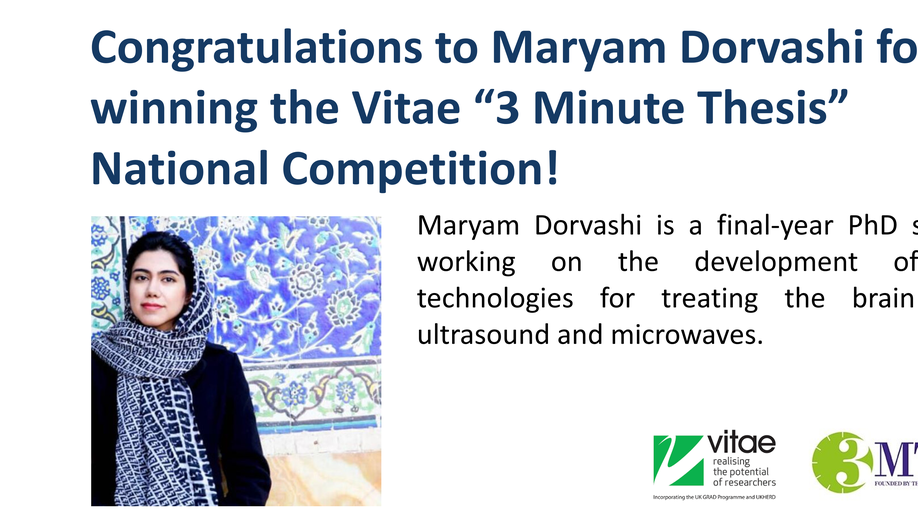 Congratulations to Maryam Dorvashi fo
winning the Vitae “3 Minute Thesis”
National Competition!
Maryam Dorvashi is a final-year PhD s
working on the development of
technologies for treating the brain
ultrasound and microwaves.
vitae
realising
the potential
of researchers
Incorporating the UK GRAD Programme and UKHERD
3MT
FOUNDED BY TH